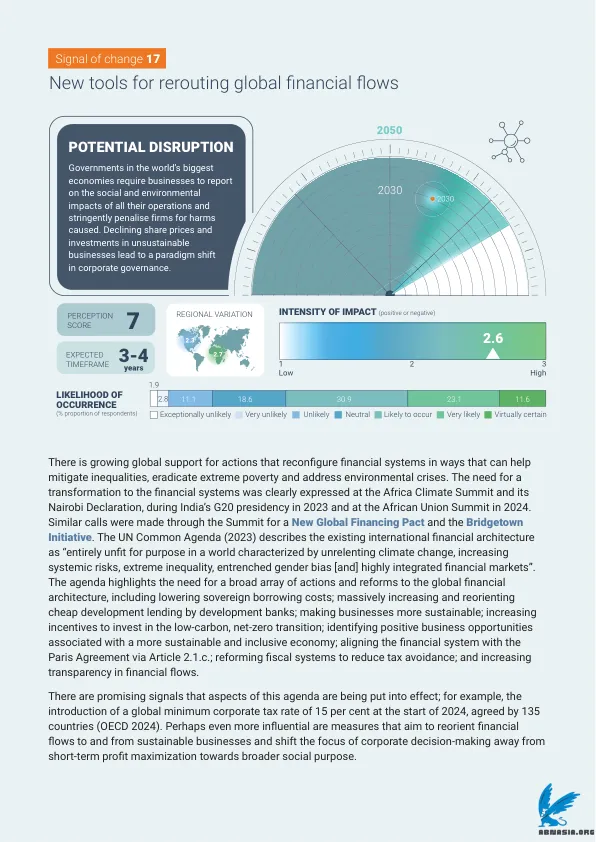 Signal of change 17
New tools for rerouting global financial flows
POTENTIAL DISRUPTION
Governments in the world's biggest
economies require businesses to report
on the social and environmental
impacts of all their operations and
stringently penalise firms for harms
caused. Declining share prices and
investments in unsustainable
businesses lead to a paradigm shift
in corporate governance.
2050
2030
2030
PERCEPTION
SCORE
7
EXPECTED
TIMEFRAME
3-4
years
REGIONAL VARIATION
2.3
2.7
INTENSITY OF IMPACT (positive or negative)
2.6
1
2
3
Low
High
LIKELIHOOD OF
OCCURRENCE
(% proportion of respondents)
1.9
2.8
11.1
18.6
30.9
23.1
11.6
Exceptionally unlikely
Very unlikely
Unlikely
Neutral
Likely to occur
Very likely
Virtually certain
There is growing global support for actions that reconfigure financial systems in ways that can help
mitigate inequalities, eradicate extreme poverty and address environmental crises. The need for a
transformation to the financial systems was clearly expressed at the Africa Climate Summit and its
Nairobi Declaration, during India's G20 presidency in 2023 and at the African Union Summit in 2024.
Similar calls were made through the Summit for a New Global Financing Pact and the Bridgetown
Initiative. The UN Common Agenda (2023) describes the existing international financial architecture
as "entirely unfit for purpose in a world characterized by unrelenting climate change, increasing
systemic risks, extreme inequality, entrenched gender bias [and] highly integrated financial markets".
The agenda highlights the need for a broad array of actions and reforms to the global financial
architecture, including lowering sovereign borrowing costs; massively increasing and reorienting
cheap development lending by development banks; making businesses more sustainable; increasing
incentives to invest in the low-carbon, net-zero transition; identifying positive business opportunities
associated with a more sustainable and inclusive economy; aligning the financial system with the
Paris Agreement via Article 2.1.c.; reforming fiscal systems to reduce tax avoidance; and increasing
transparency in financial flows.
There are promising signals that aspects of this agenda are being put into effect; for example, the
introduction of a global minimum corporate tax rate of 15 per cent at the start of 2024, agreed by 135
countries (OECD 2024). Perhaps even more influential are measures that aim to reorient financial
flows to and from sustainable businesses and shift the focus of corporate decision-making away from
short-term profit maximization towards broader social purpose.
ABNASIA.ORG